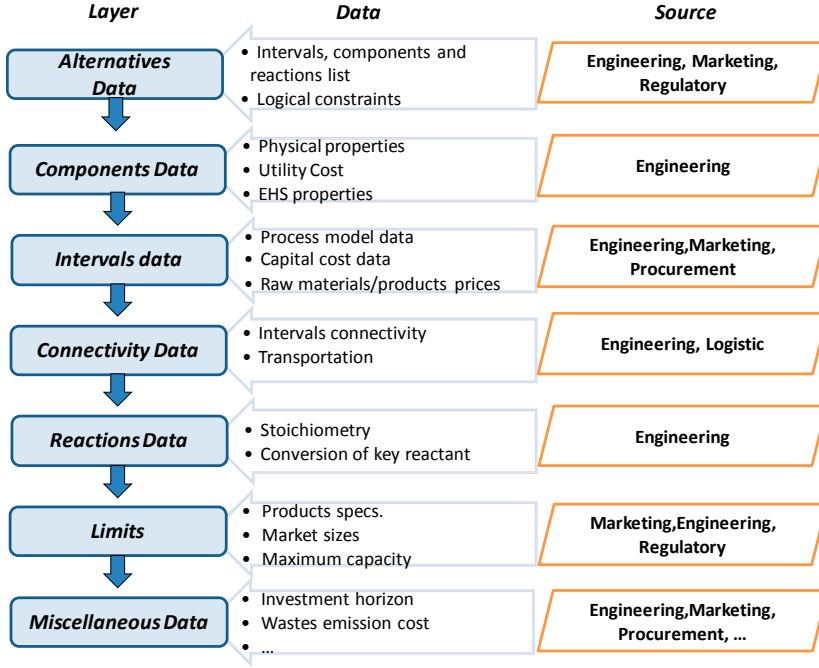 Layer
Data
Source
Alternatives
Data
• Intervals, components and
reactions list
• Logical constraints
Engineering, Marketing,
Regulatory
Components Data
• Physical properties
• Utility Cost
• EHS properties
Engineering
Intervals data
• Process model data
• Capital cost data
• Raw materials/products prices
Engineering,Marketing,
Procurement
Connectivity Data
• Intervals connectivity
• Transportation
Engineering, Logistic
Reactions Data
• Stoichiometry
• Conversion of key reactant
Engineering
Limits
• Products specs.
• Market sizes
• Maximum capacity
Marketing,Engineering,
Regulatory
Miscellaneous Data
• Investment horizon
• Wastes emission cost
• ...
Engineering,Marketing,
Procurement, ...